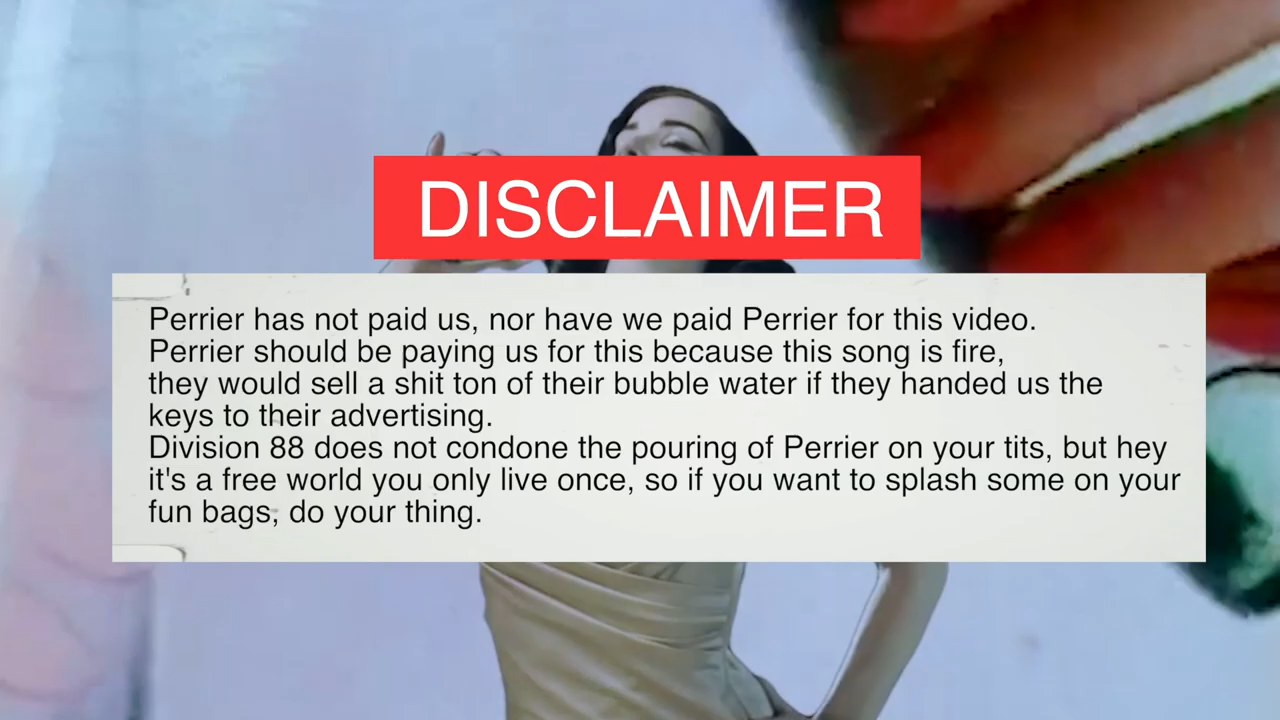 DISCLAIMER
Perrier has not paid us, nor have we paid Perrier for this video.
Perrier should be paying us for this because this song is fire,
they would sell a shit ton of their bubble water if they handed us the
keys to their advertising.
Division 88 does not condone the pouring of Perrier on your tits, but hey
it's a free world you only live once, so if you want to splash some on your
fun bags, do your thing.